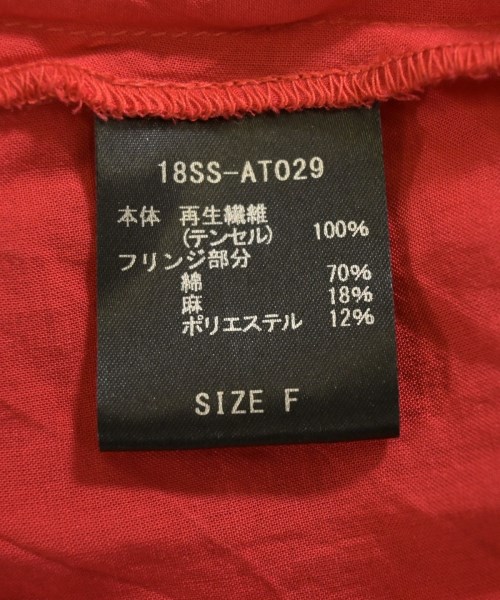 18SS-AT029
本体 再生繊維
(テンセル) 100%
フリンジ部分
綿 70%
麻 18%
ポリエステル 12%
SIZE F